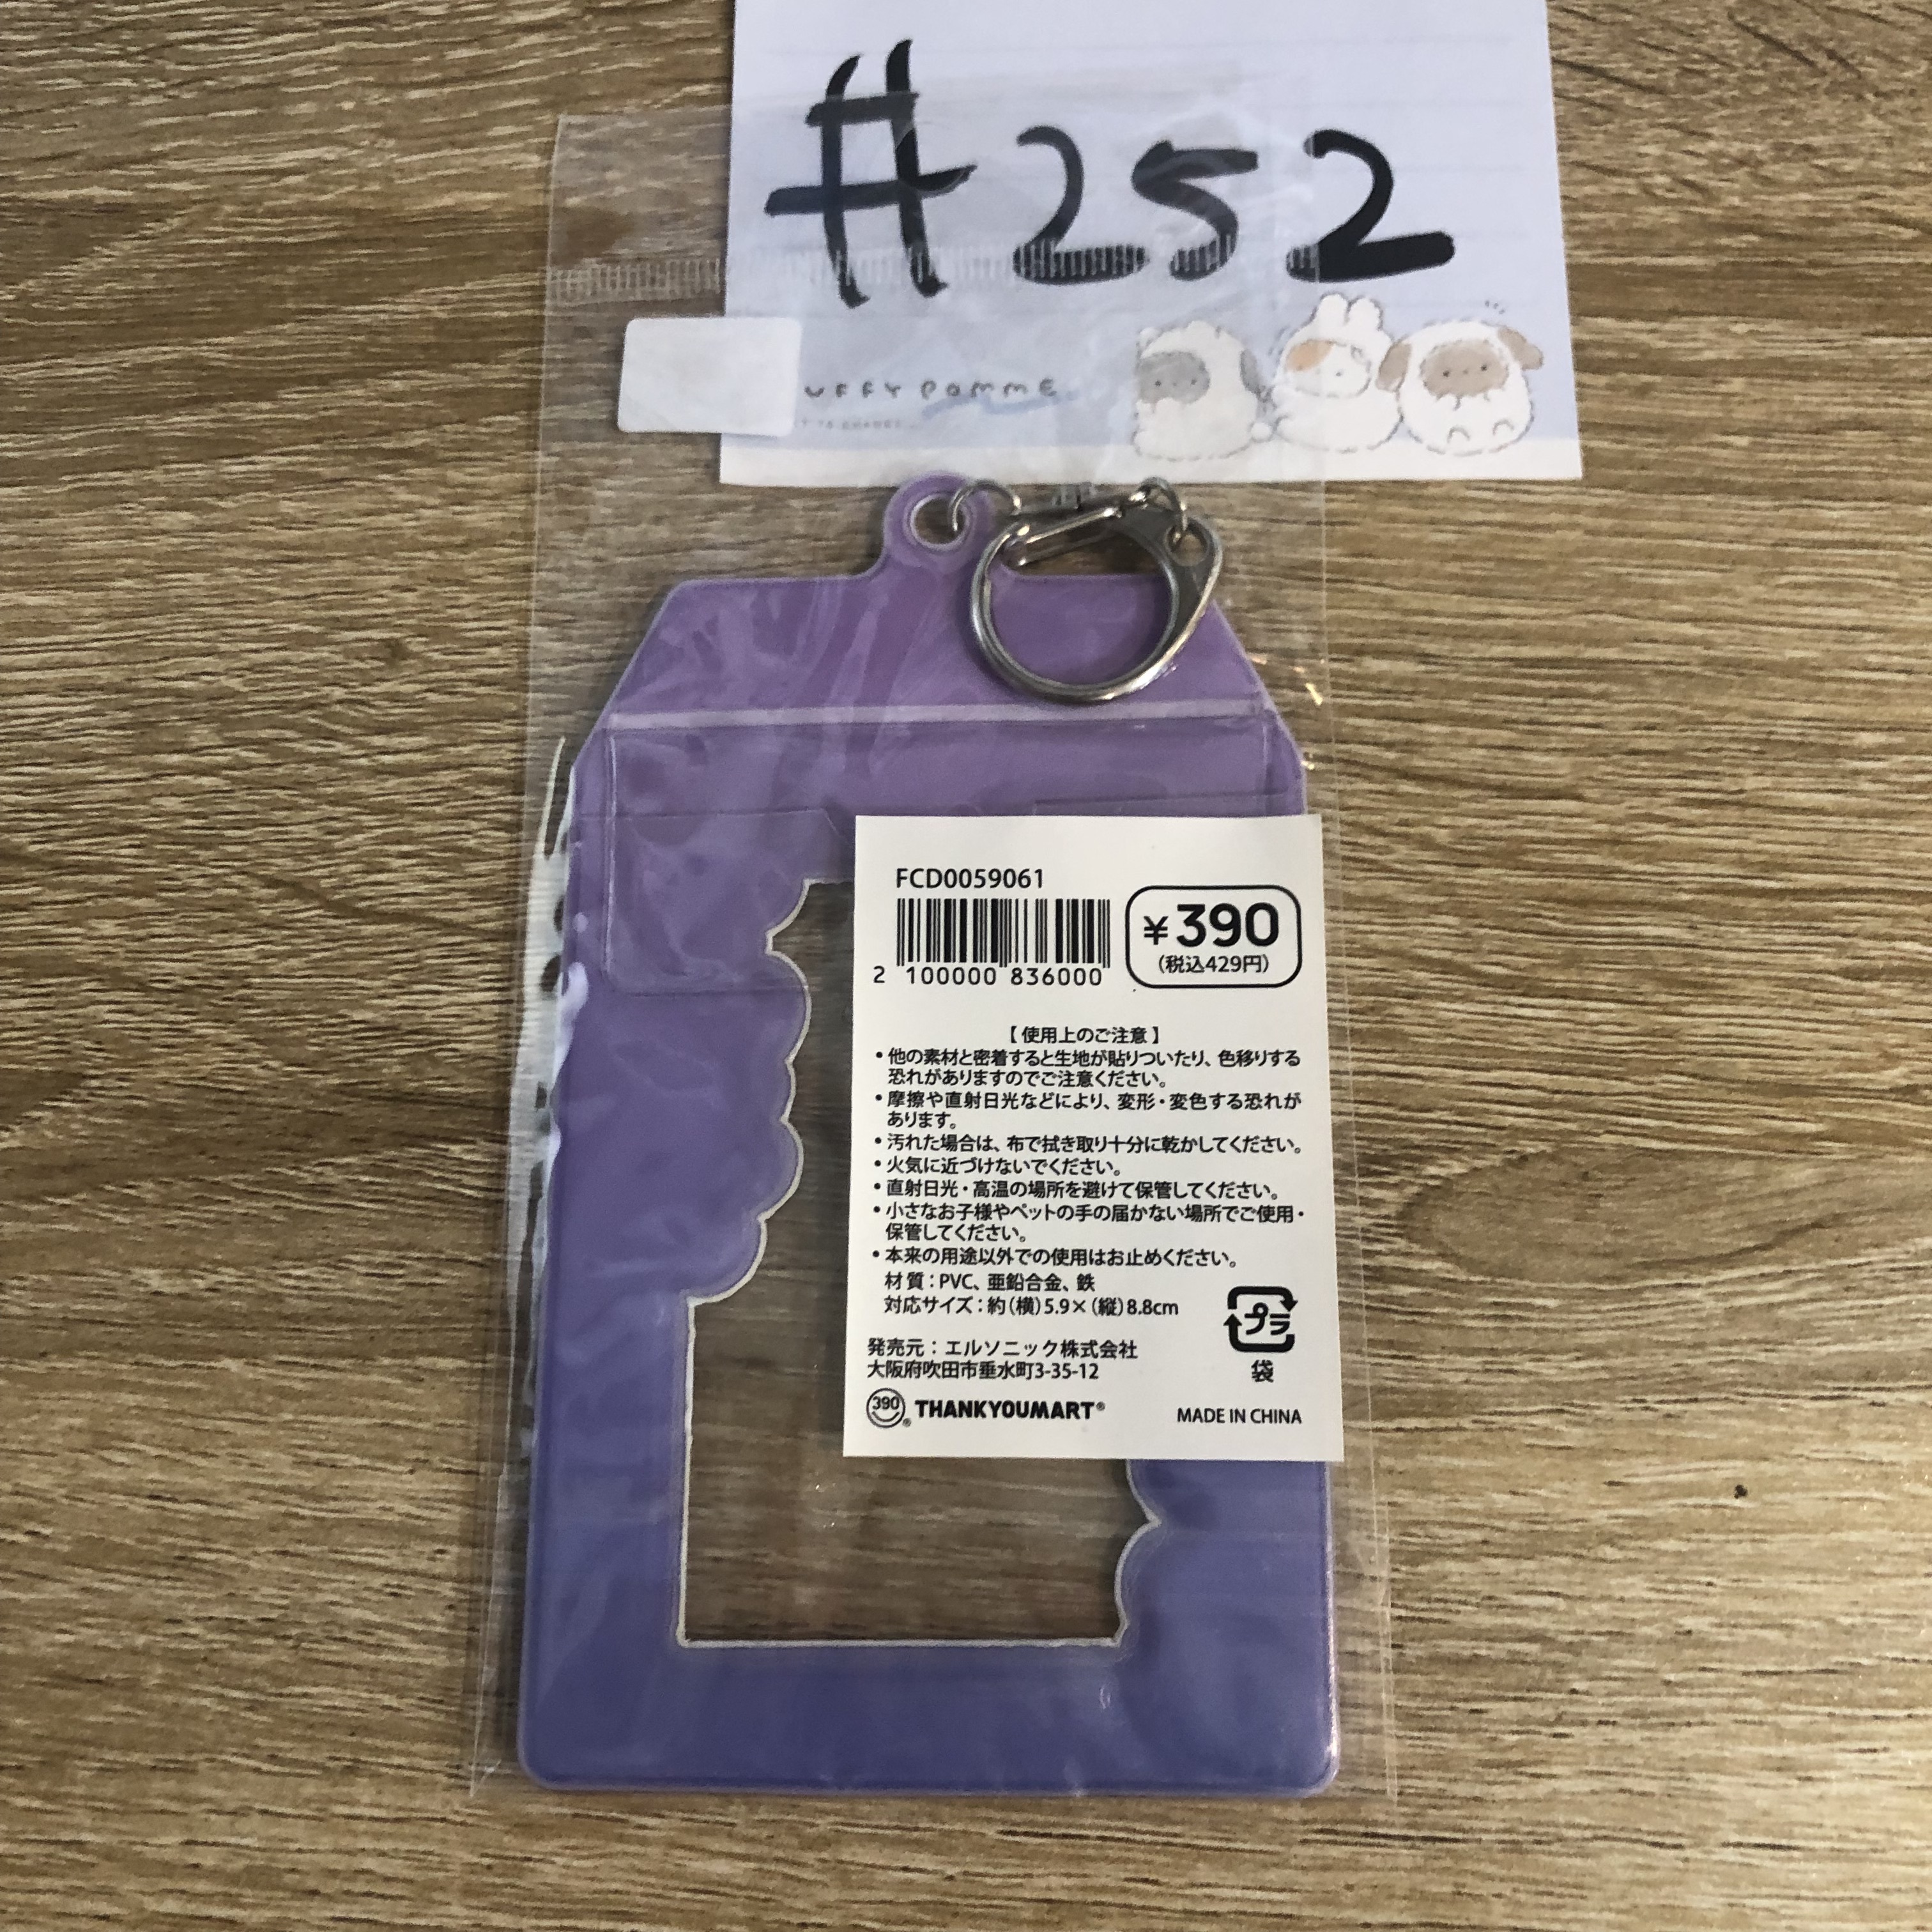 #252
UFFY POMME
FCD0059061
¥390
(税込429円)
2 100000 836000
【使用上のご注意】
•他の素材と密着すると生地が貼りついたり、色移りする
恐れがありますのでご注意ください。
•摩擦や直射日光などにより、変形・変色する恐れが
あります。
•汚れた場合は、布で拭き取り十分に乾かしてください。
•火気に近づけないでください。
•直射日光・高温の場所を避けて保管してください。
•小さなお子様やペットの手の届かない場所でご使用・
保管してください。
•本来の用途以外での使用はお止めください。
材質：PVC、亜鉛合金、鉄
対応サイズ：約(横)5.9×(縦)8.8cm
プラ
袋
発売元：エルソニック株式会社
大阪府吹田市垂水町3-35-12
390® THANKYOUMART®
MADE IN CHINA